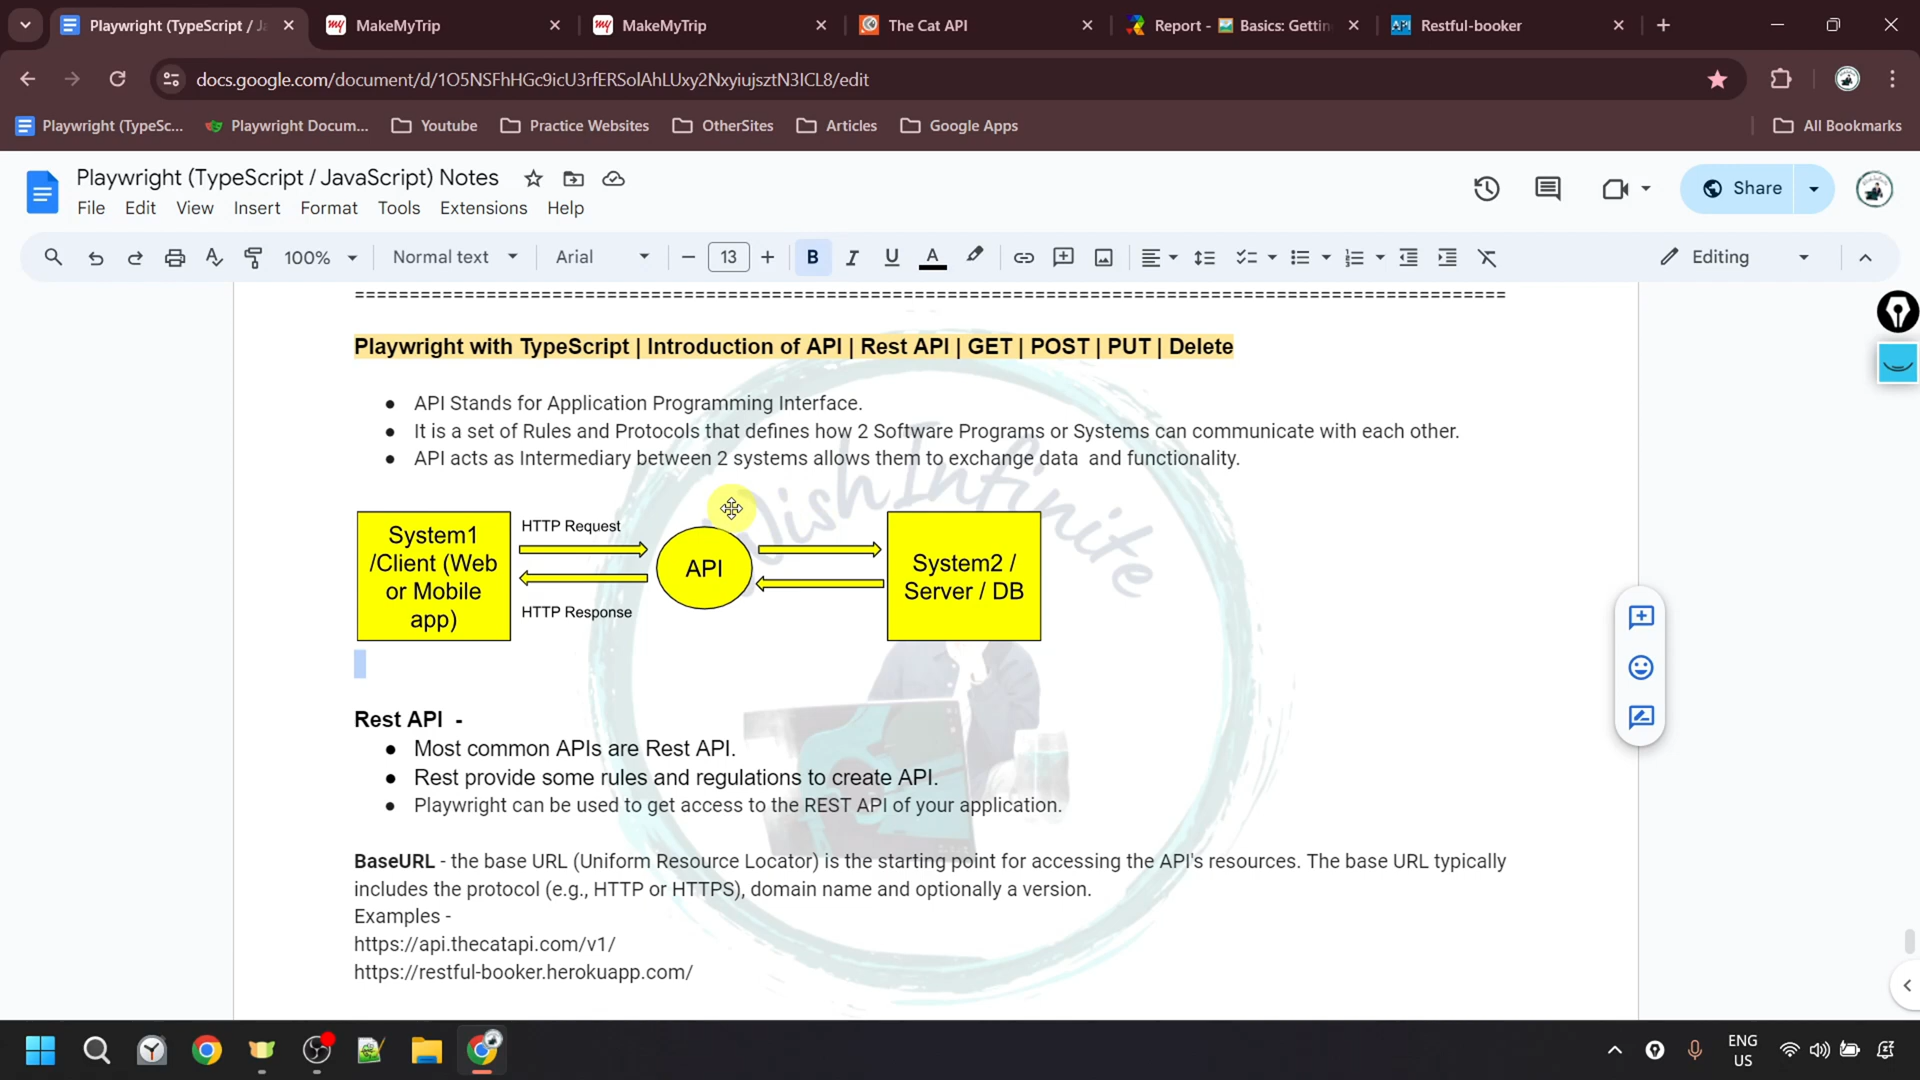 Playwright (TypeScript / Ja
MakeMyTrip
MakeMyTrip
The Cat API
Report - 🖼️ Basics: Getting
Restful-booker
docs.google.com/document/d/1O5NSFhHGc9icU3rfERSolAhLUxy2NxyiujsztN3ICL8/edit
Playwright (TypeSc...
Playwright Docum...
Youtube
Practice Websites
OtherSites
Articles
Google Apps
All Bookmarks
Playwright (TypeScript / JavaScript) Notes
Share
File Edit View Insert Format Tools Extensions Help
100% Normal text Arial 13 B I U A Editing
==========================================================================================================
Playwright with TypeScript | Introduction of API | Rest API | GET | POST | PUT | Delete
● API Stands for Application Programming Interface.
● It is a set of Rules and Protocols that defines how 2 Software Programs or Systems can communicate with each other.
● API acts as Intermediary between 2 systems allows them to exchange data and functionality.
WishInfinite
System1
/Client (Web
or Mobile
app)
HTTP Request
HTTP Response
API
System2 /
Server / DB
Rest API -
● Most common APIs are Rest API.
● Rest provide some rules and regulations to create API.
● Playwright can be used to get access to the REST API of your application.
BaseURL - the base URL (Uniform Resource Locator) is the starting point for accessing the API's resources. The base URL typically
includes the protocol (e.g., HTTP or HTTPS), domain name and optionally a version.
Examples -
https://api.thecatapi.com/v1/
https://restful-booker.herokuapp.com/
ENG
US